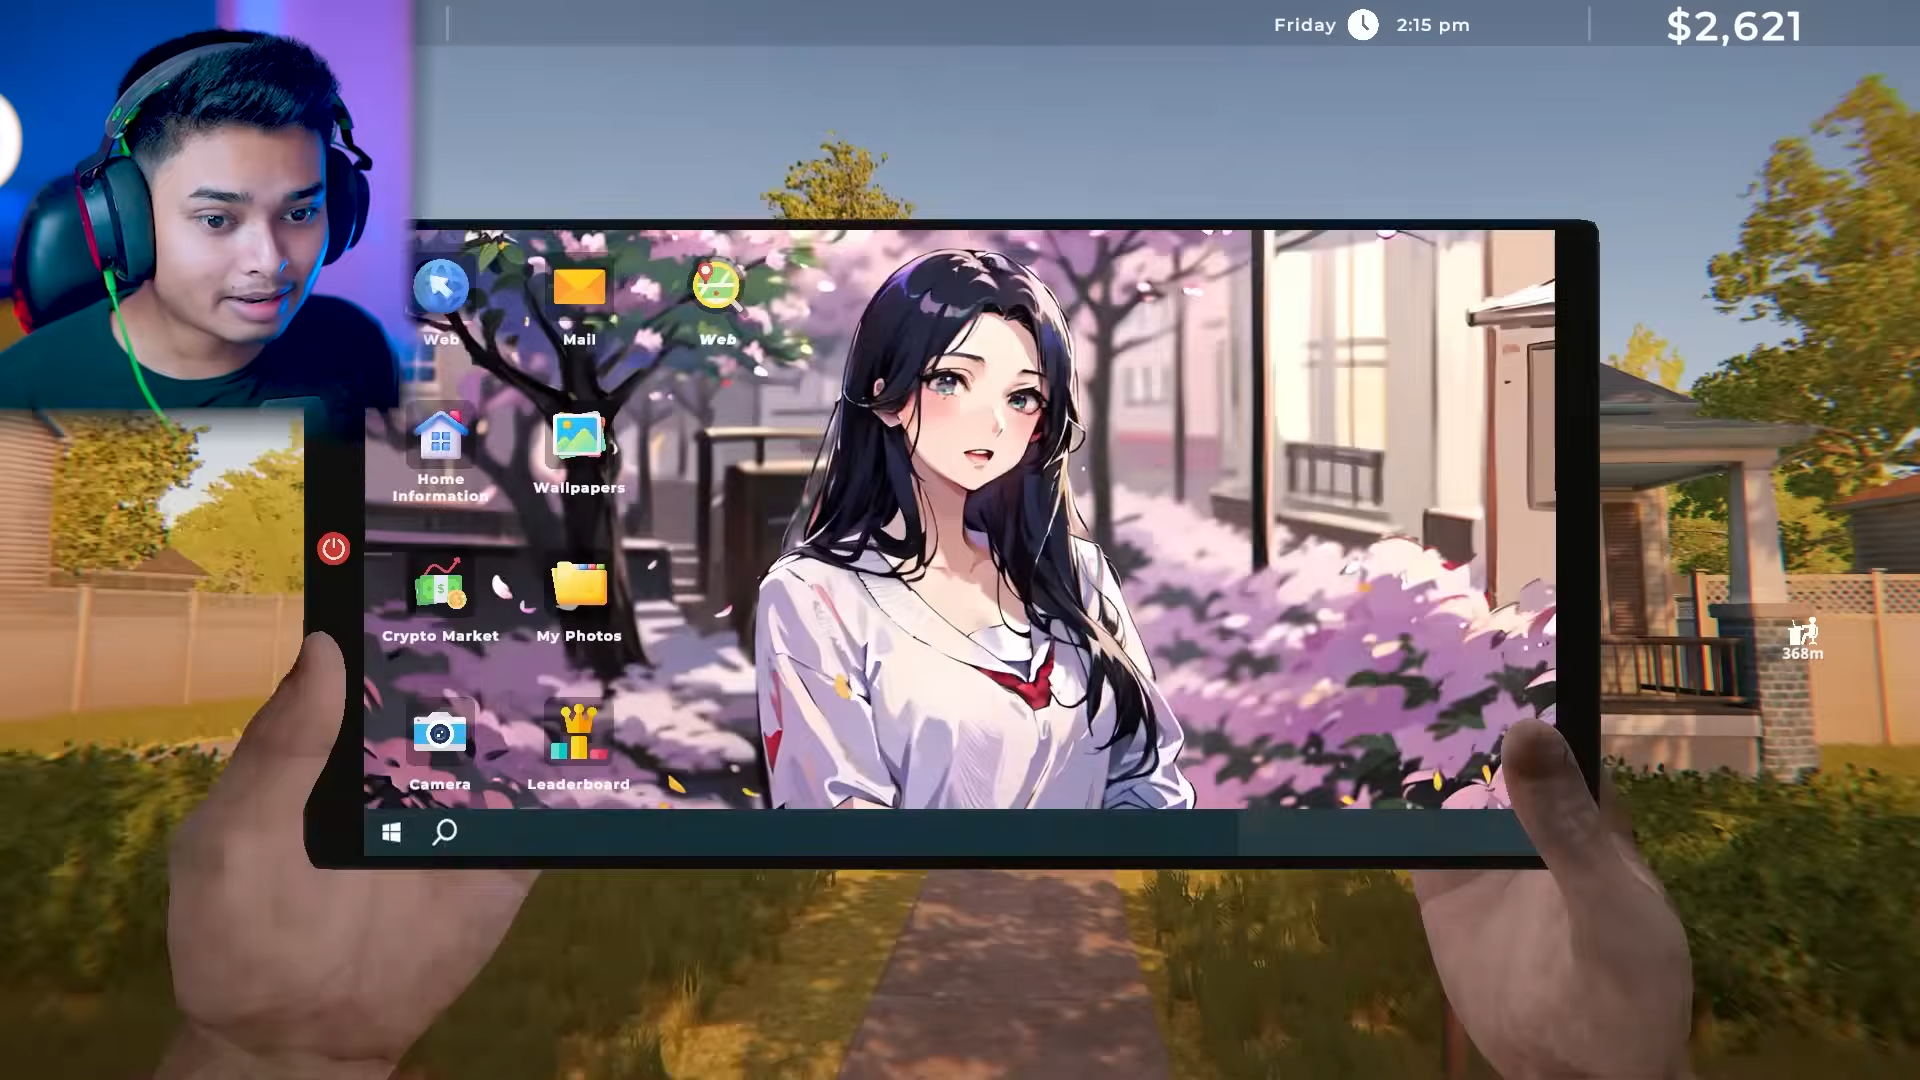 Friday 2:15 pm
$2,621
Web
Mail
Web
Home
Information
Wallpapers
Crypto Market
My Photos
Camera
Leaderboard
368m